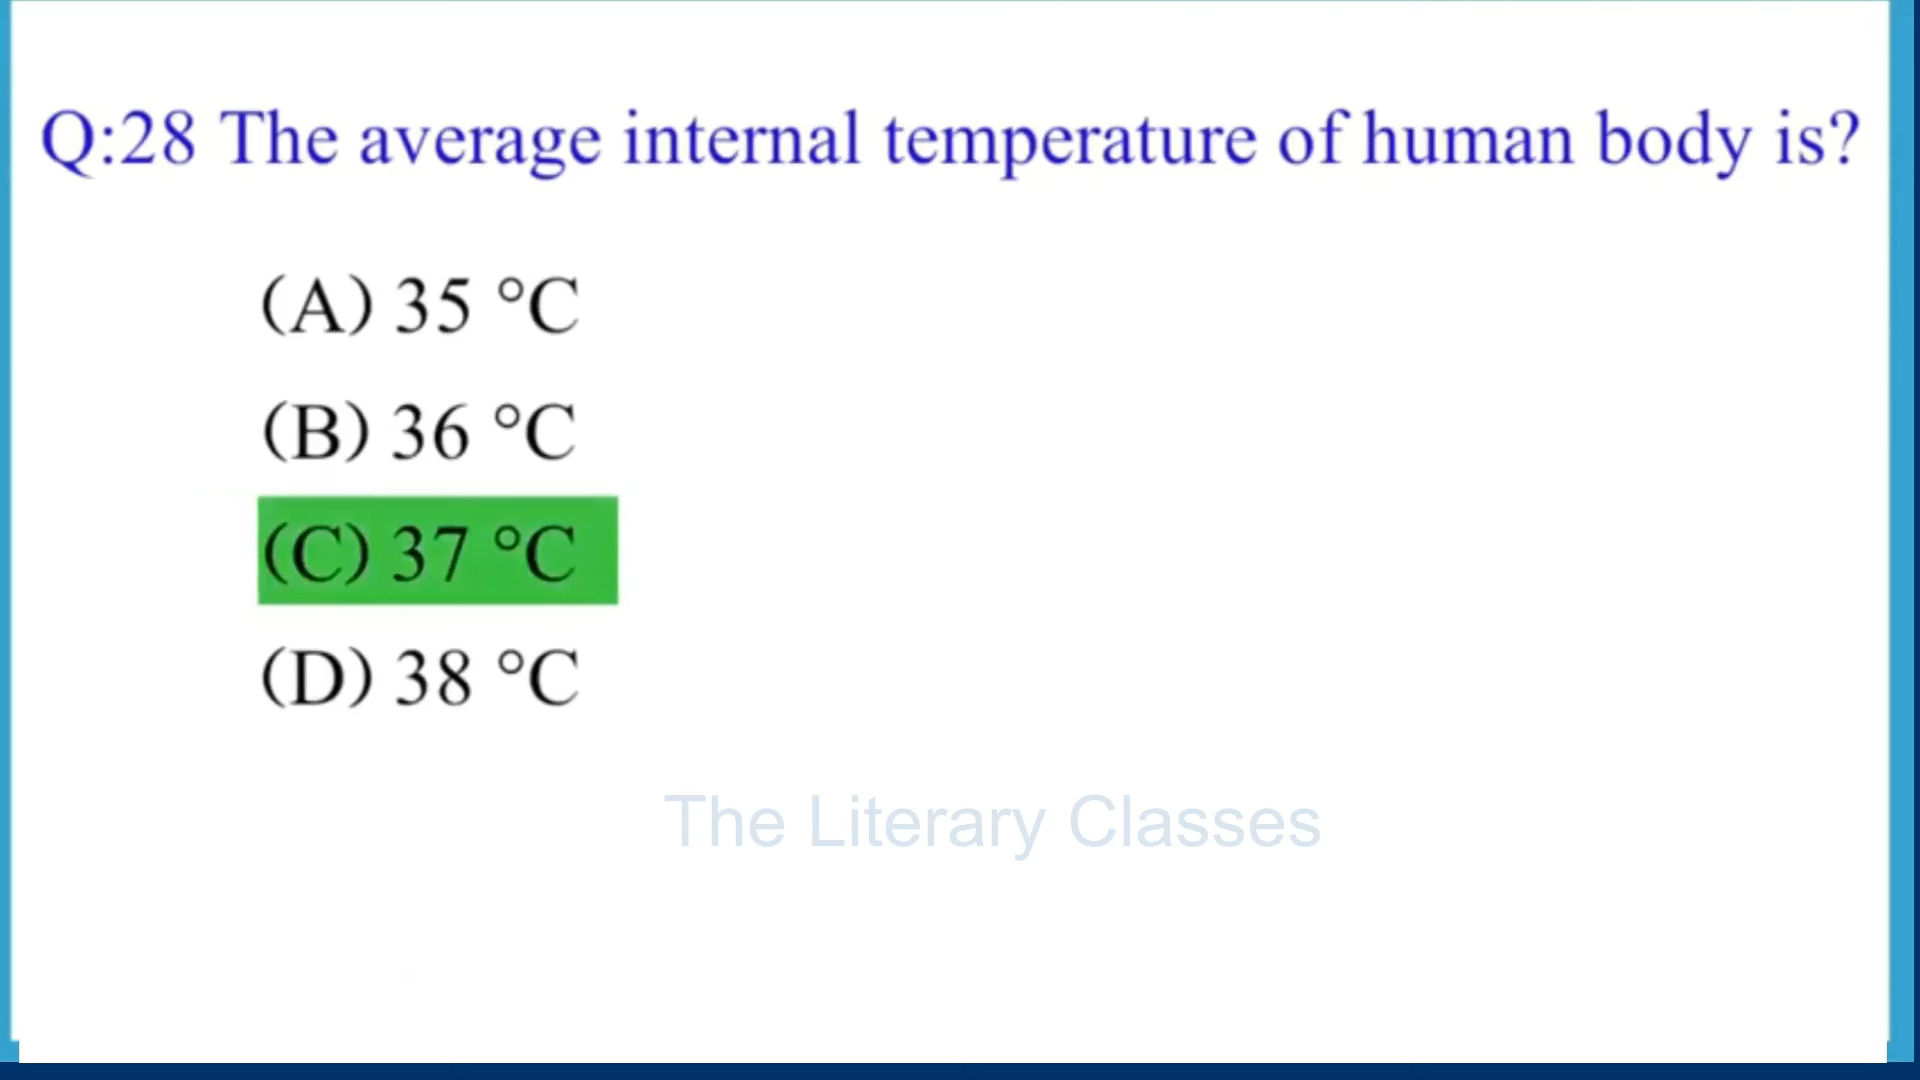 Q:28 The average internal temperature of human body is?
(A) 35 °C
(B) 36 °C
(C) 37 °C
(D) 38 °C
The Literary Classes